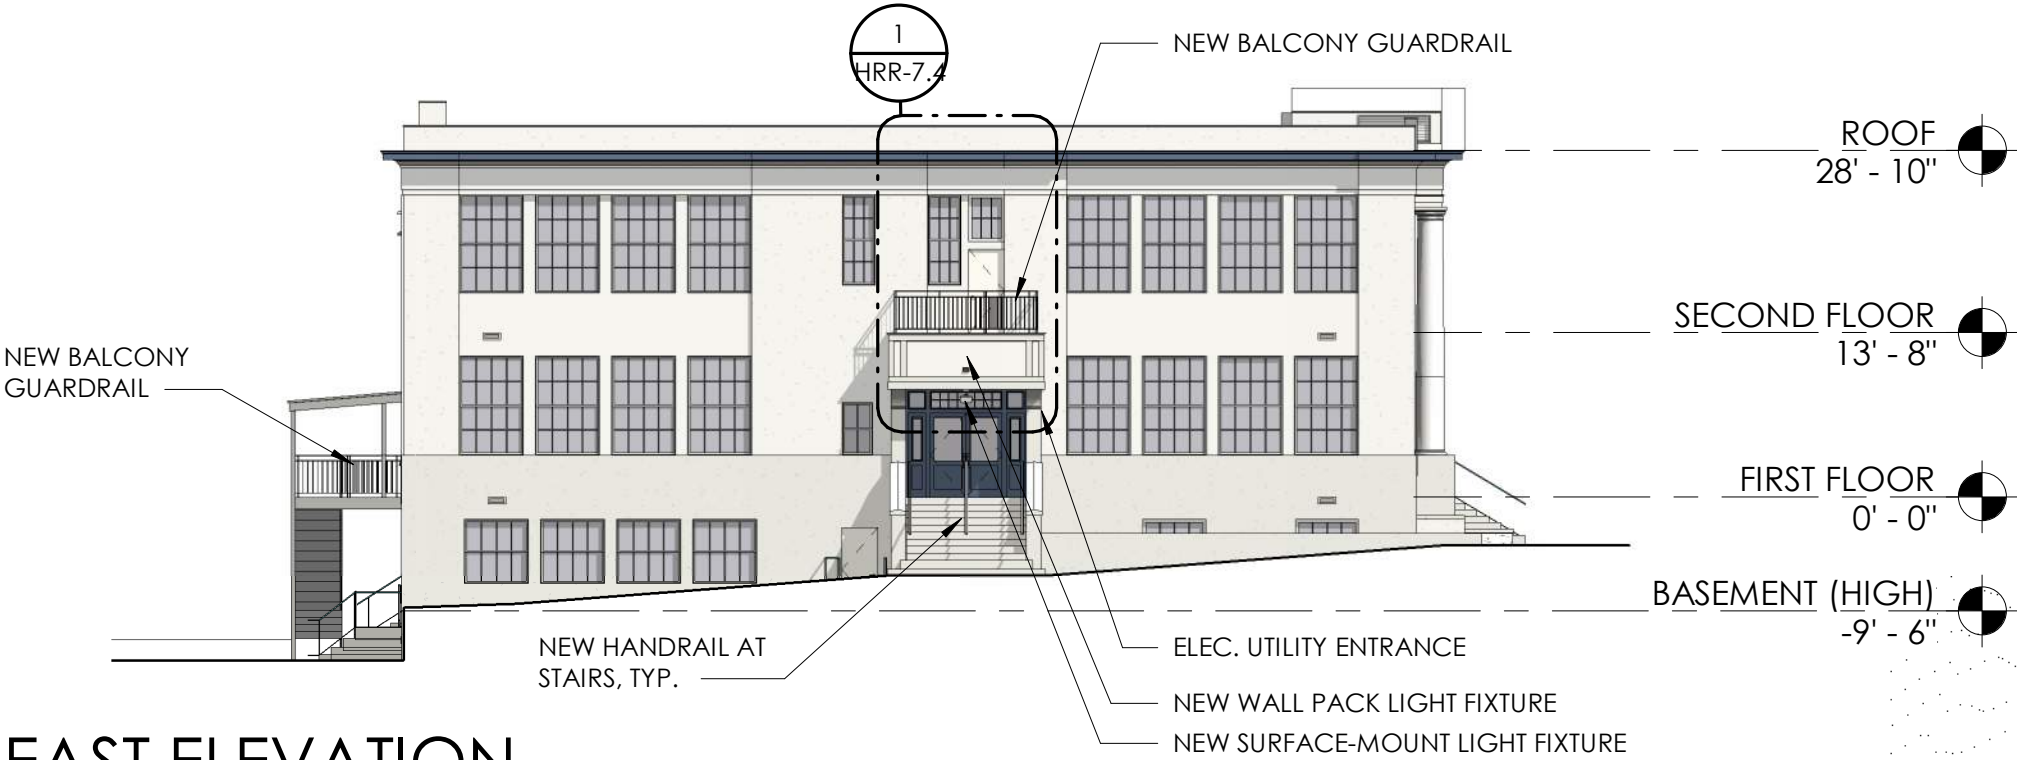 1
HRR-7.4
NEW BALCONY GUARDRAIL
ROOF
28' - 10"
SECOND FLOOR
13' - 8"
NEW BALCONY
GUARDRAIL
FIRST FLOOR
0' - 0"
BASEMENT (HIGH)
-9' - 6"
NEW HANDRAIL AT
STAIRS, TYP.
ELEC. UTILITY ENTRANCE
NEW WALL PACK LIGHT FIXTURE
NEW SURFACE-MOUNT LIGHT FIXTURE
EAST ELEVATION